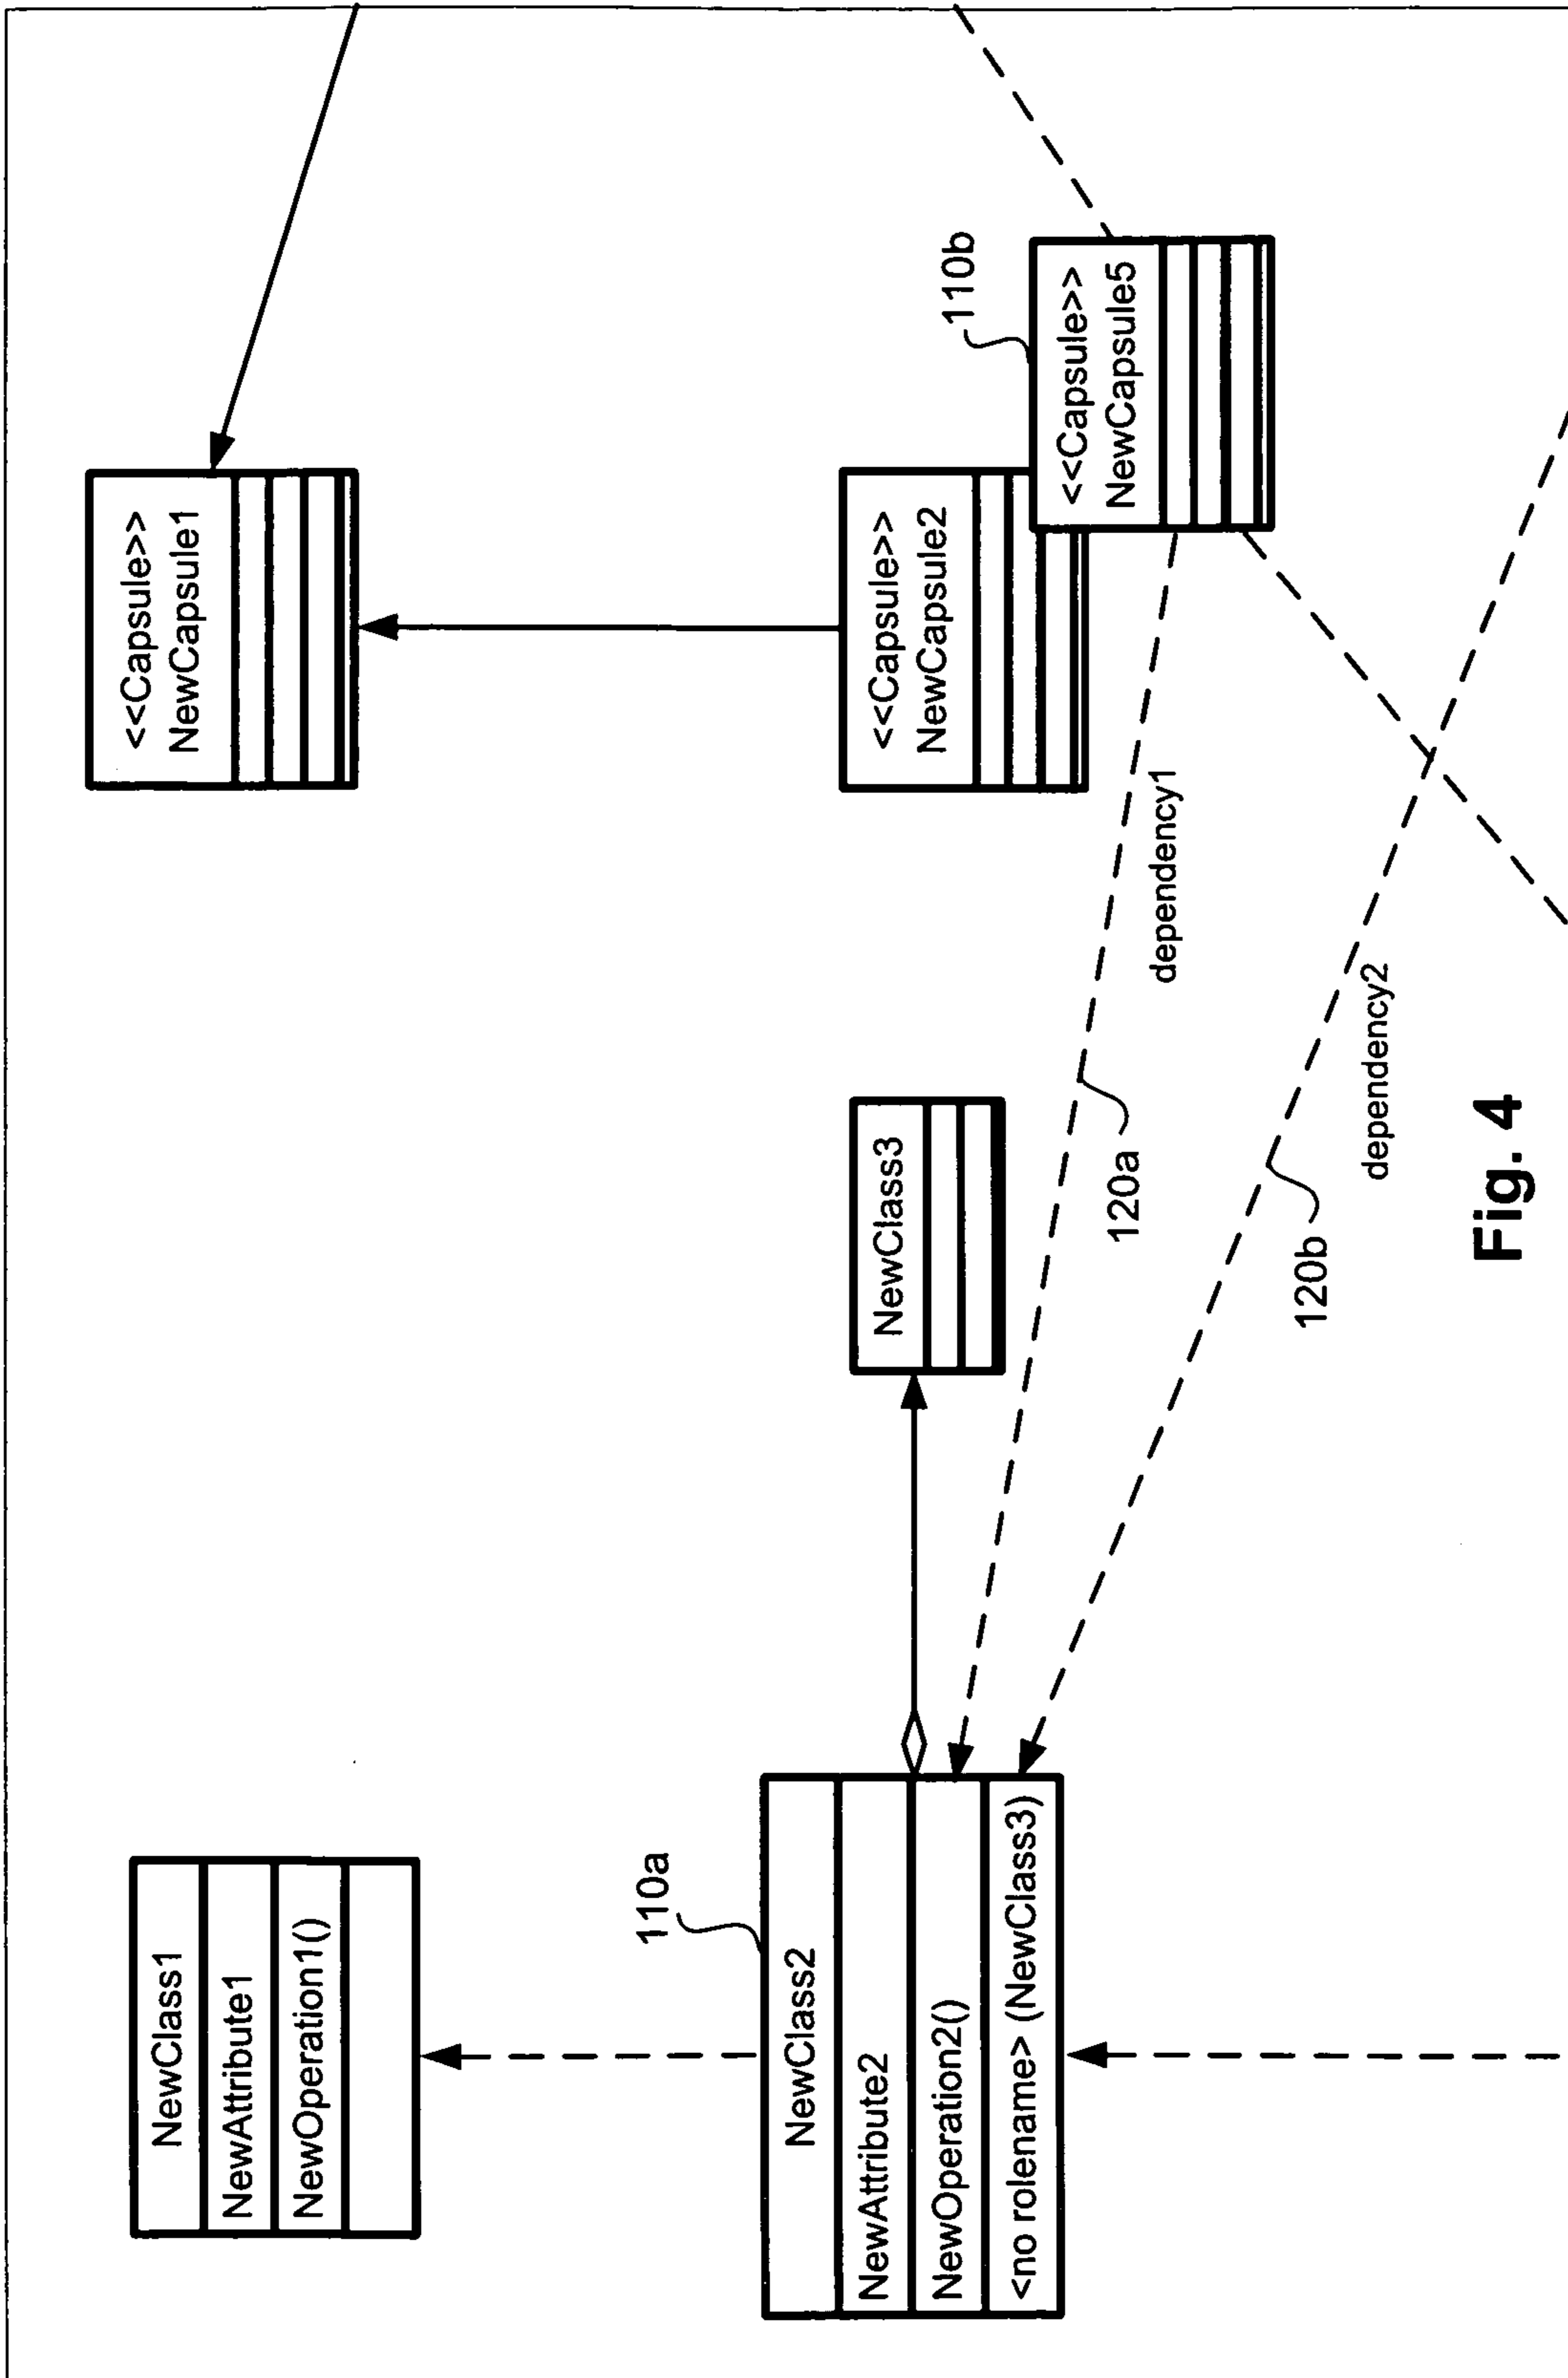 NewClass1
NewAttribute1
NewOperation1()
<<Capsule>>
NewCapsule1
110a
NewClass2
NewAttribute2
NewOperation2()
<no rolename> (NewClass3)
NewClass3
<<Capsule>>
NewCapsule2
110b
<<Capsule>>
NewCapsule5
120a
dependency1
120b
dependency2
Fig. 4